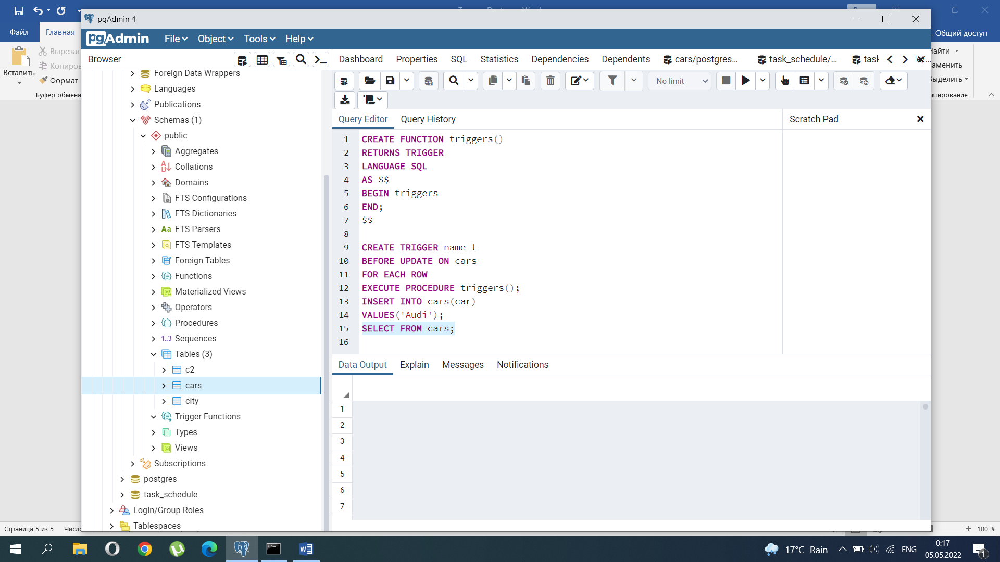 pgAdmin 4
Файл
Главная
Общий доступ
Вставить
Вырезат
Копиров
Формат
Буфер обмена
Найти
Заменить
Выделить
pgAdmin
File
Object
Tools
Help
Browser
Dashboard
Properties
SQL
Statistics
Dependencies
Dependents
cars/postgres...
task_schedule/...
task
No limit
Foreign Data Wrappers
Languages
Publications
Schemas (1)
public
Aggregates
Collations
Domains
FTS Configurations
FTS Dictionaries
Aa FTS Parsers
FTS Templates
Foreign Tables
Functions
Materialized Views
Operators
Procedures
1..3 Sequences
Tables (3)
c2
cars
city
Trigger Functions
Types
Views
Subscriptions
postgres
task_schedule
Login/Group Roles
Tablespaces
Query Editor
Query History
Scratch Pad
1 CREATE FUNCTION triggers()
2 RETURNS TRIGGER
3 LANGUAGE SQL
4 AS $$
5 BEGIN triggers
6 END;
7 $$
8
9 CREATE TRIGGER name_t
10 BEFORE UPDATE ON cars
11 FOR EACH ROW
12 EXECUTE PROCEDURE triggers();
13 INSERT INTO cars(car)
14 VALUES('Audi');
15 SELECT FROM cars;
16
Data Output
Explain
Messages
Notifications
1
2
3
4
5
6
7
Страница 5 из 5
Число
100 %
17°C Rain
ENG
0:17
05.05.2022
1